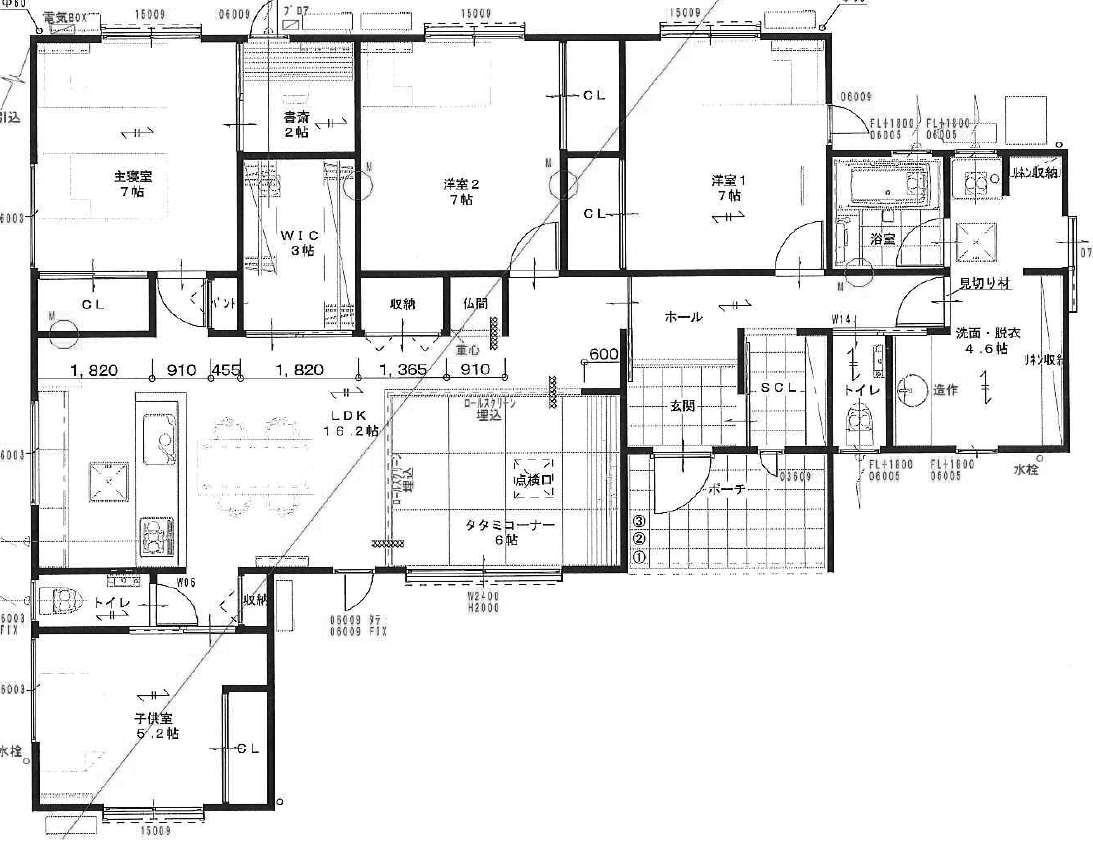 電気BOX
15009
06009
ブロア
15009
15009
引込
書斎
2帖
CL
06009
FL+1800
06005
FL+1800
06005
主寝室
7帖
M
洋室2
7帖
M
洋室1
7帖
リネン収納
6003
WIC
3帖
CL
浴室
07
CL
パント
収納
仏間
ホール
M
見切り材
M
重心
W14
洗面・脱衣
4.6帖
リネン収納
1,820
910
455
1,820
1,365
910
600
SCL
トイレ
造作
LDK
16.2帖
ロールスクリーン
埋込
玄関
6003
ロールスクリーン
埋込
点検口
03609
FL+1800
06005
FL+1800
06005
水栓
ポーチ
タタミコーナー
6帖
③
②
①
トイレ
W06
収納
W2400
H2000
6003
FIX
06009 タテ
06009 FIX
6003
子供室
5.2帖
水栓
CL
15009